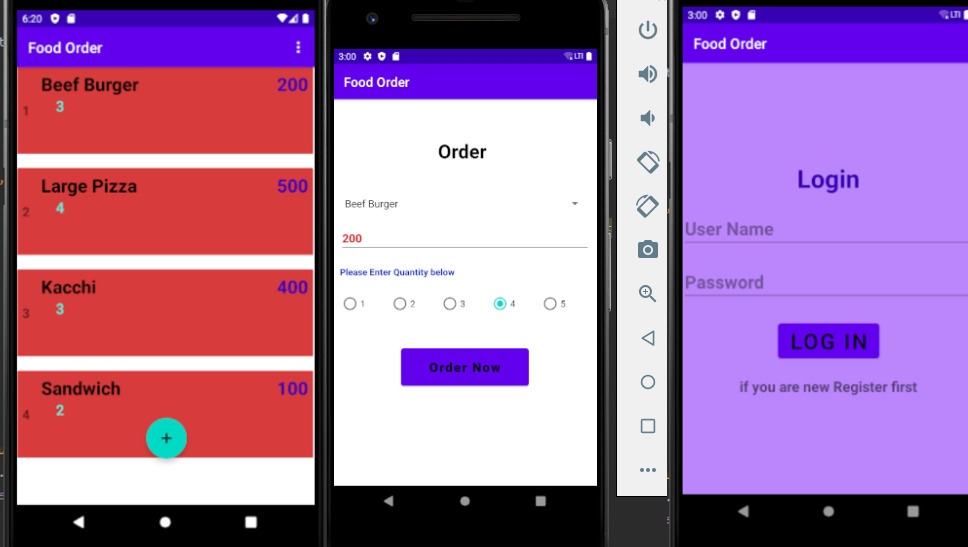 6:20
Food Order
Beef Burger 200
1 3
Large Pizza 500
2 4
Kacchi 400
3 3
Sandwich 100
4 2
+
3:00 LTE
Food Order
Order
Beef Burger
200
Please Enter Quantity below
1 2 3 4 5
Order Now
3:00 LTE
Food Order
Login
User Name
Password
LOG IN
if you are new Register first